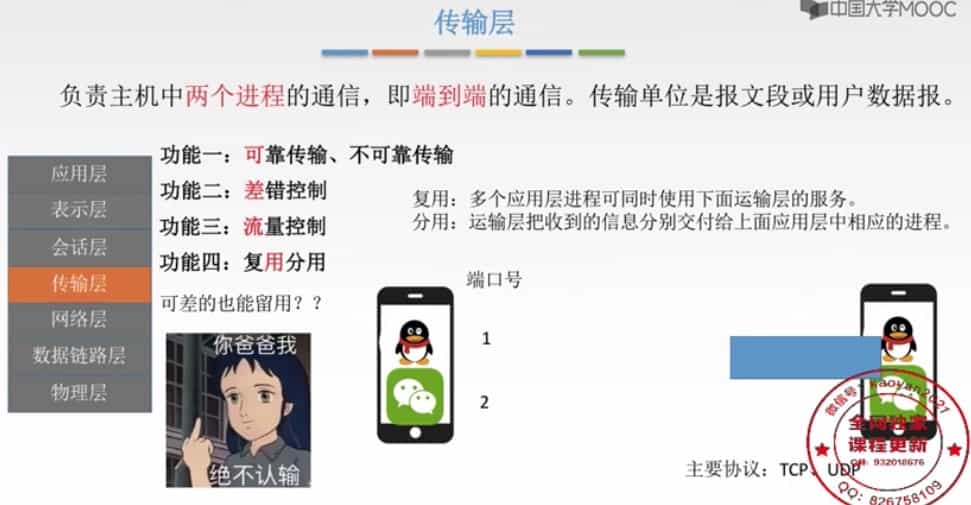 中国大学MOOC
传输层
负责主机中两个进程的通信，即端到端的通信。传输单位是报文段或用户数据报。
应用层
表示层
会话层
传输层
网络层
数据链路层
物理层
功能一：可靠传输、不可靠传输
功能二：差错控制
功能三：流量控制
功能四：复用分用
可差的也能留用？？
复用：多个应用层进程可同时使用下面运输层的服务。
分用：运输层把收到的信息分别交付给上面应用层中相应的进程。
你爸爸我
绝不认输
端口号
1
2
主要协议：TCP、UDP
微信号：kaoyan2021
全网独家
课程更新
QQ：932018676
QQ：826758109